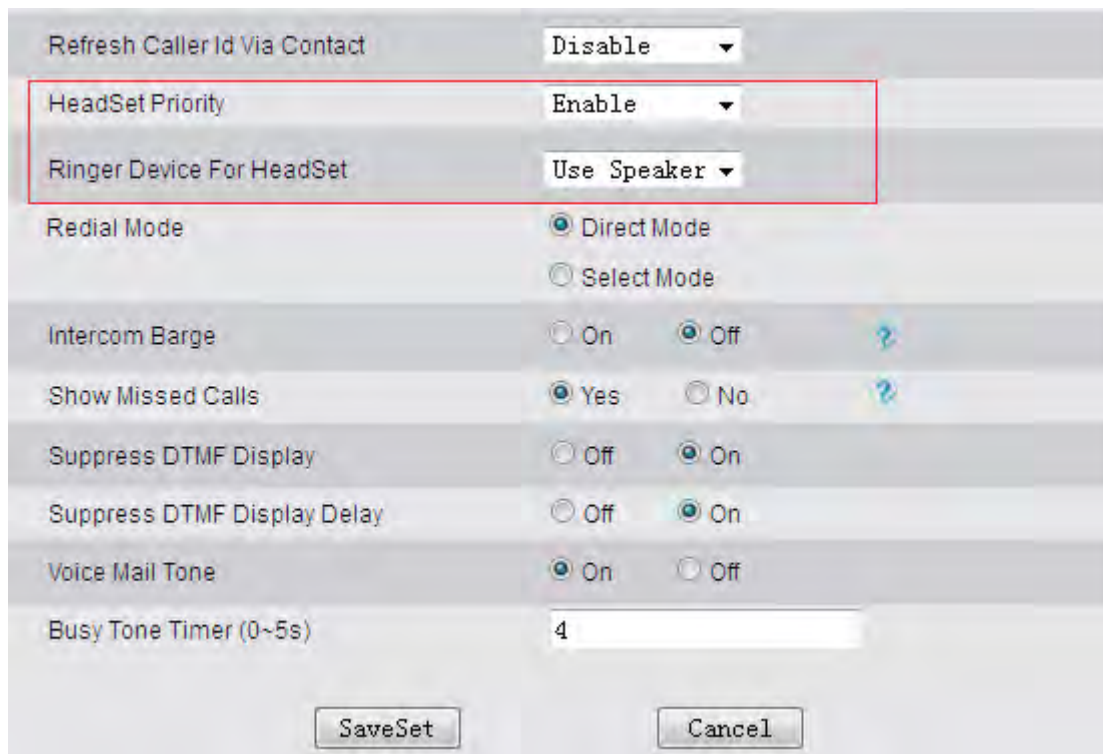 Refresh Caller Id Via Contact Disable
HeadSet Priority Enable
Ringer Device For HeadSet Use Speaker
Redial Mode Direct Mode
Select Mode
Intercom Barge On Off ?
Show Missed Calls Yes No ?
Suppress DTMF Display Off On
Suppress DTMF Display Delay Off On
Voice Mail Tone On Off
Busy Tone Timer (0~5s) 4
SaveSet Cancel